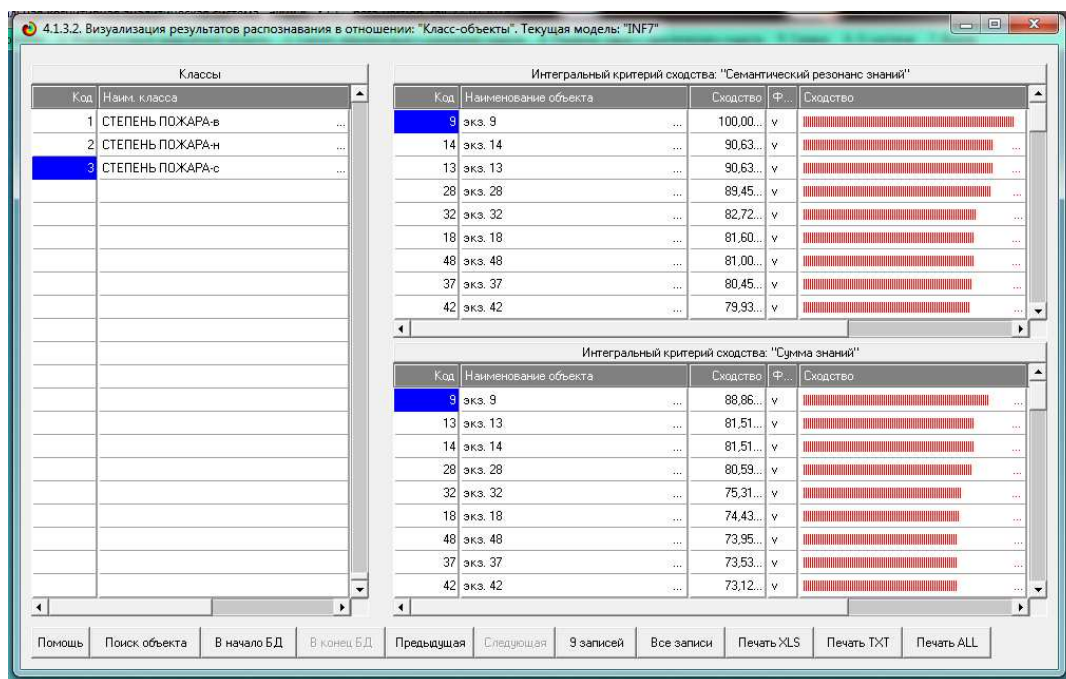 4.1.3.2. Визуализация результатов распознавания в отношении: "Класс-объекты". Текущая модель: "INF7"
Классы
Код Наим. класса
1 СТЕПЕНЬ ПОЖАРА-в ...
2 СТЕПЕНЬ ПОЖАРА-н ...
3 СТЕПЕНЬ ПОЖАРА-с ...
Интегральный критерий сходства: "Семантический резонанс знаний"
Код Наименование объекта Сходство Ф... Сходство
9 экз. 9 ... 100,00... v
14 экз. 14 ... 90,63... v ...
13 экз. 13 ... 90,63... v ...
28 экз. 28 ... 89,45... v ...
32 экз. 32 ... 82,72... v ...
18 экз. 18 ... 81,60... v ...
48 экз. 48 ... 81,00... v ...
37 экз. 37 ... 80,45... v ...
42 экз. 42 ... 79,93... v ...
Интегральный критерий сходства: "Сумма знаний"
Код Наименование объекта Сходство Ф... Сходство
9 экз. 9 ... 88,86... v ...
13 экз. 13 ... 81,51... v ...
14 экз. 14 ... 81,51... v ...
28 экз. 28 ... 80,59... v ...
32 экз. 32 ... 75,31... v ...
18 экз. 18 ... 74,43... v ...
48 экз. 48 ... 73,95... v ...
37 экз. 37 ... 73,53... v ...
42 экз. 42 ... 73,12... v ...
Помощь Поиск объекта В начало БД В конец БД Предыдущая Следующая 9 записей Все записи Печать XLS Печать TXT Печать ALL